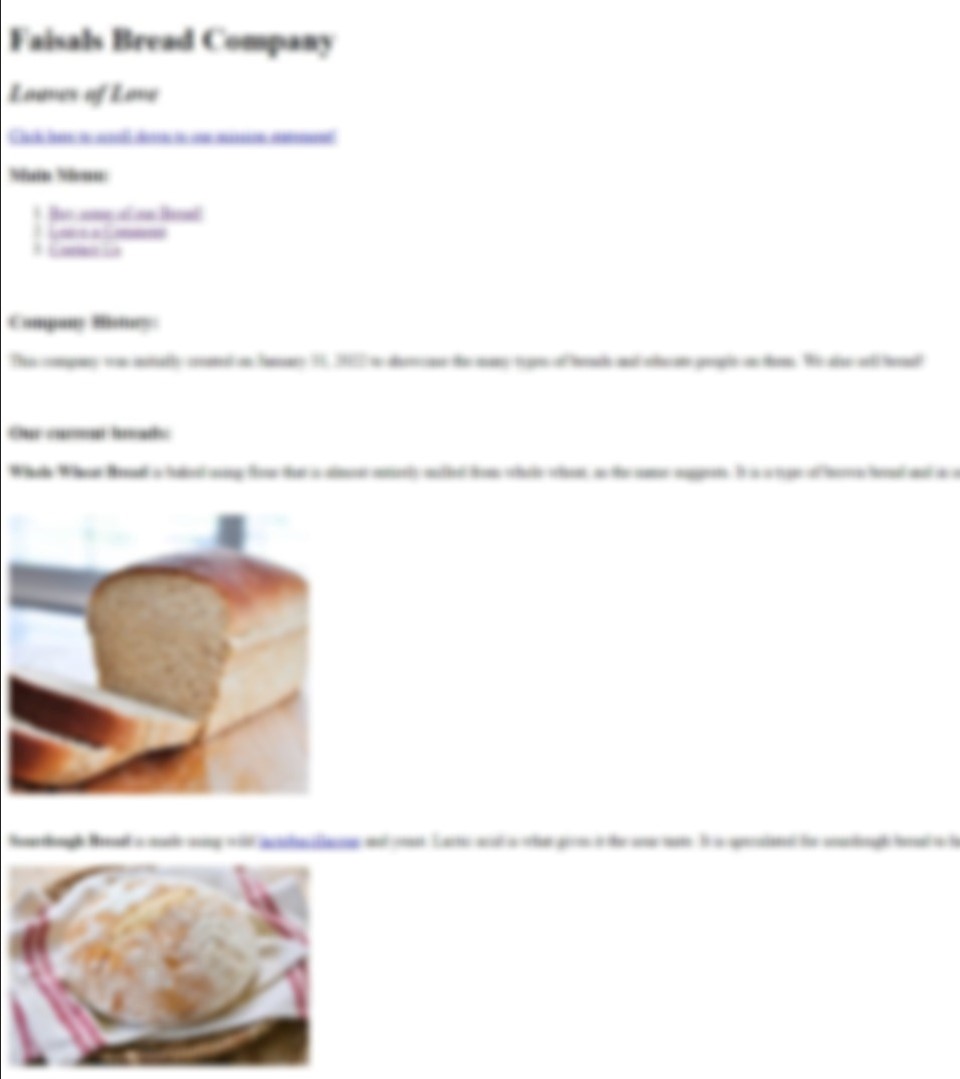 Faisals Bread Company
Loaves of Love
Click here to scroll down to our mission statement!
Main Menu:
1. Buy some of our Bread!
2. Leave a Comment
3. Contact Us
Company History:
This company was initially created on January 31, 2022 to showcase the many types of breads and educate people on them. We also sell bread!
Our current breads:
Whole Wheat Bread is baked using flour that is almost entirely milled from whole wheat, as the name suggests. It is a type of brown bread and is
Sourdough Bread is made using wild and yeast. Lactic acid is what gives it the sour taste. It is speculated for sourdough bread to